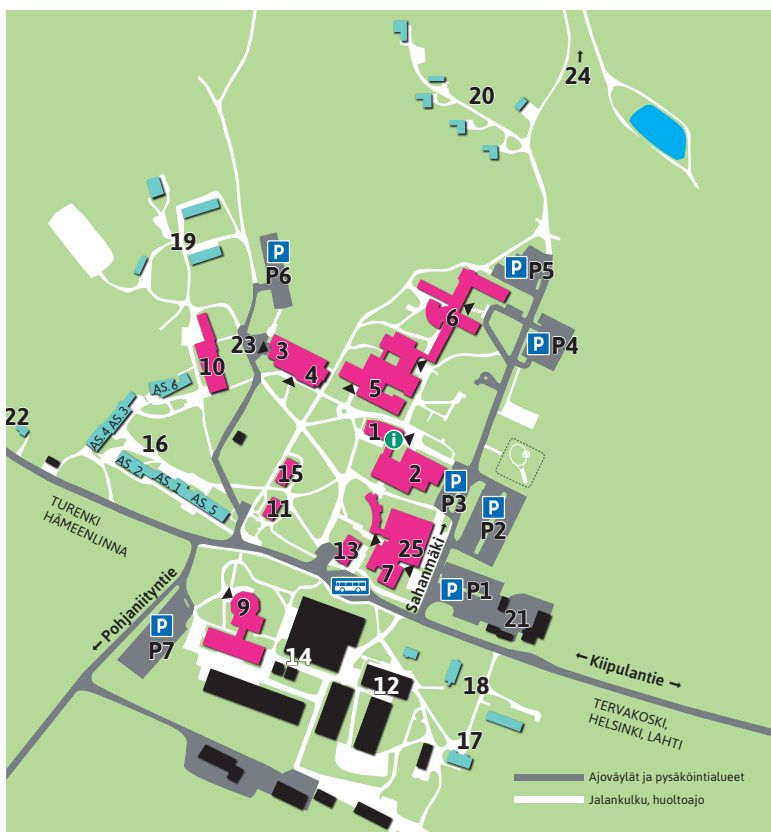 20
↑
24
19
P
P6
P
P5
6
23
3
4
10
P
P4
5
AS.6
AS.4
AS.3
22
16
1
i
2
AS.2
AS.1
AS.5
15
11
P
P3
P
P2
TURENKI
HÄMEENLINNA
13
25
7
Sahanmäki →
P
P1
21
← Pohjaniityntie
9
P
P7
14
12
18
17
← Kiipulantie →
TERVAKOSKI,
HELSINKI, LAHTI
Ajoväylät ja pysäköintialueet
Jalankulku, huoltoajo